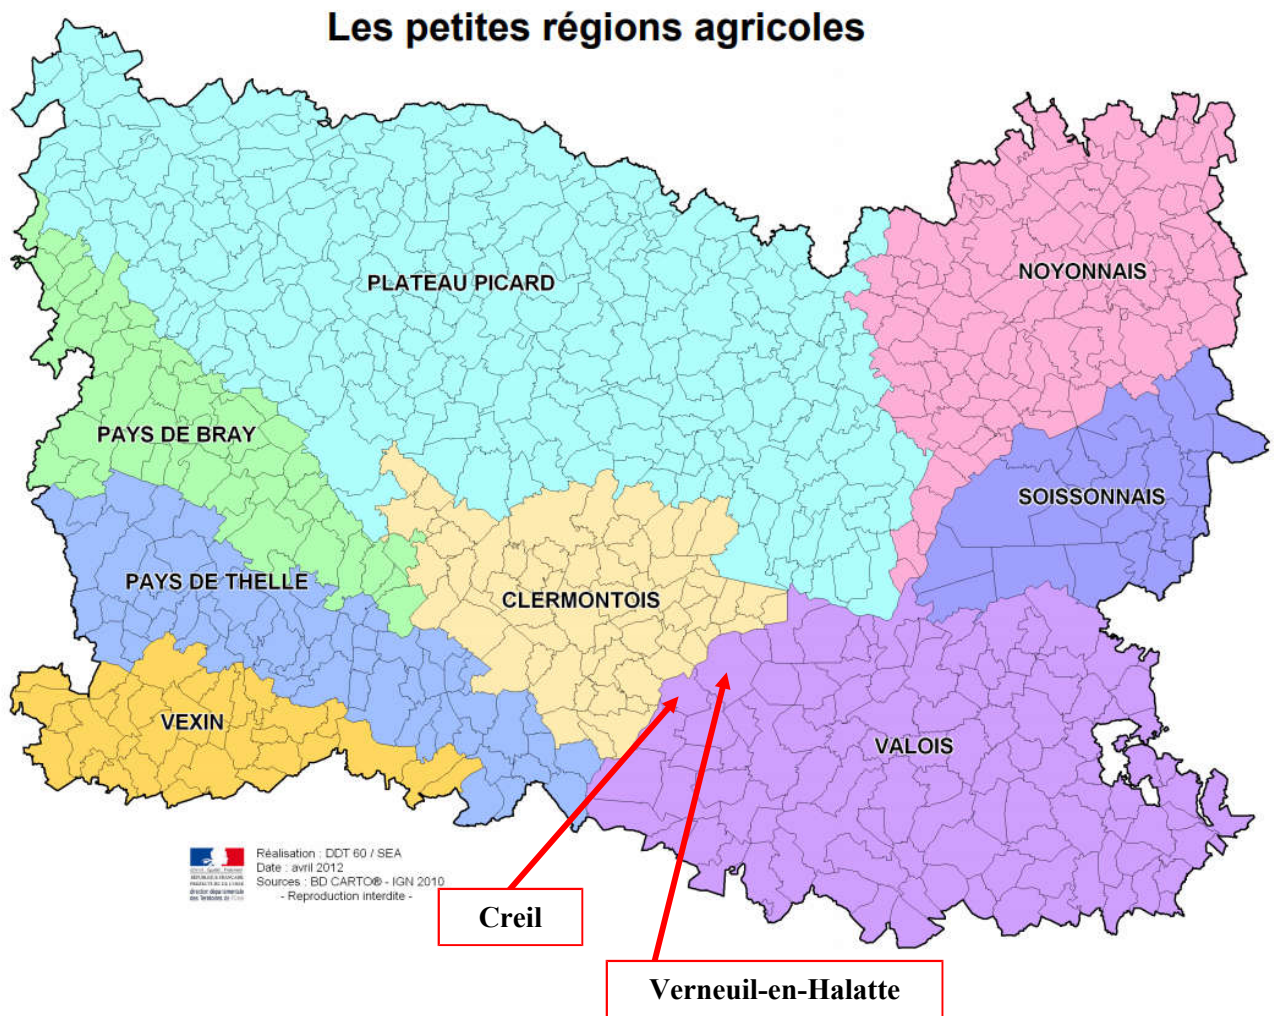 Les petites régions agricoles
PLATEAU PICARD
NOYONNAIS
PAYS DE BRAY
SOISSONNAIS
PAYS DE THELLE
CLERMONTOIS
VEXIN
VALOIS
Réalisation : DDT 60 / SEA
Date : avril 2012
Sources : BD CARTO® - IGN 2010
- Reproduction interdite -
Creil
Verneuil-en-Halatte